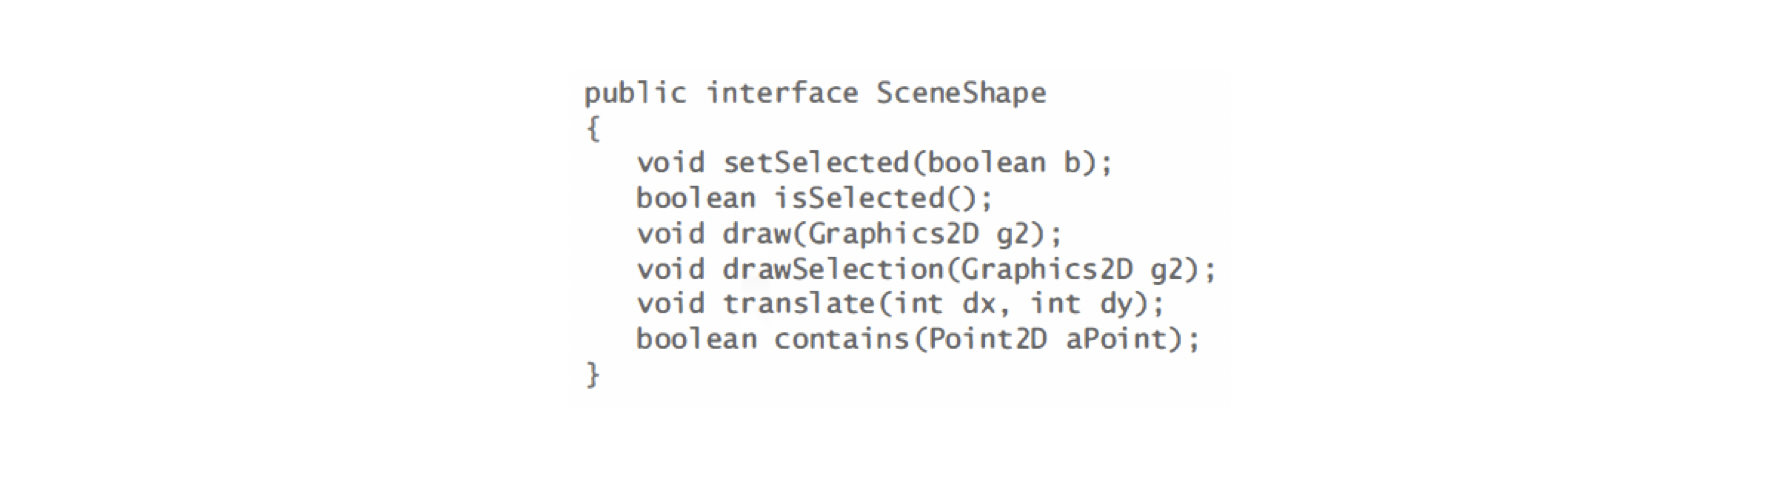 public interface SceneShape
{
   void setSelected(boolean b);
   boolean isSelected();
   void draw(Graphics2D g2);
   void drawSelection(Graphics2D g2);
   void translate(int dx, int dy);
   boolean contains(Point2D aPoint);
}